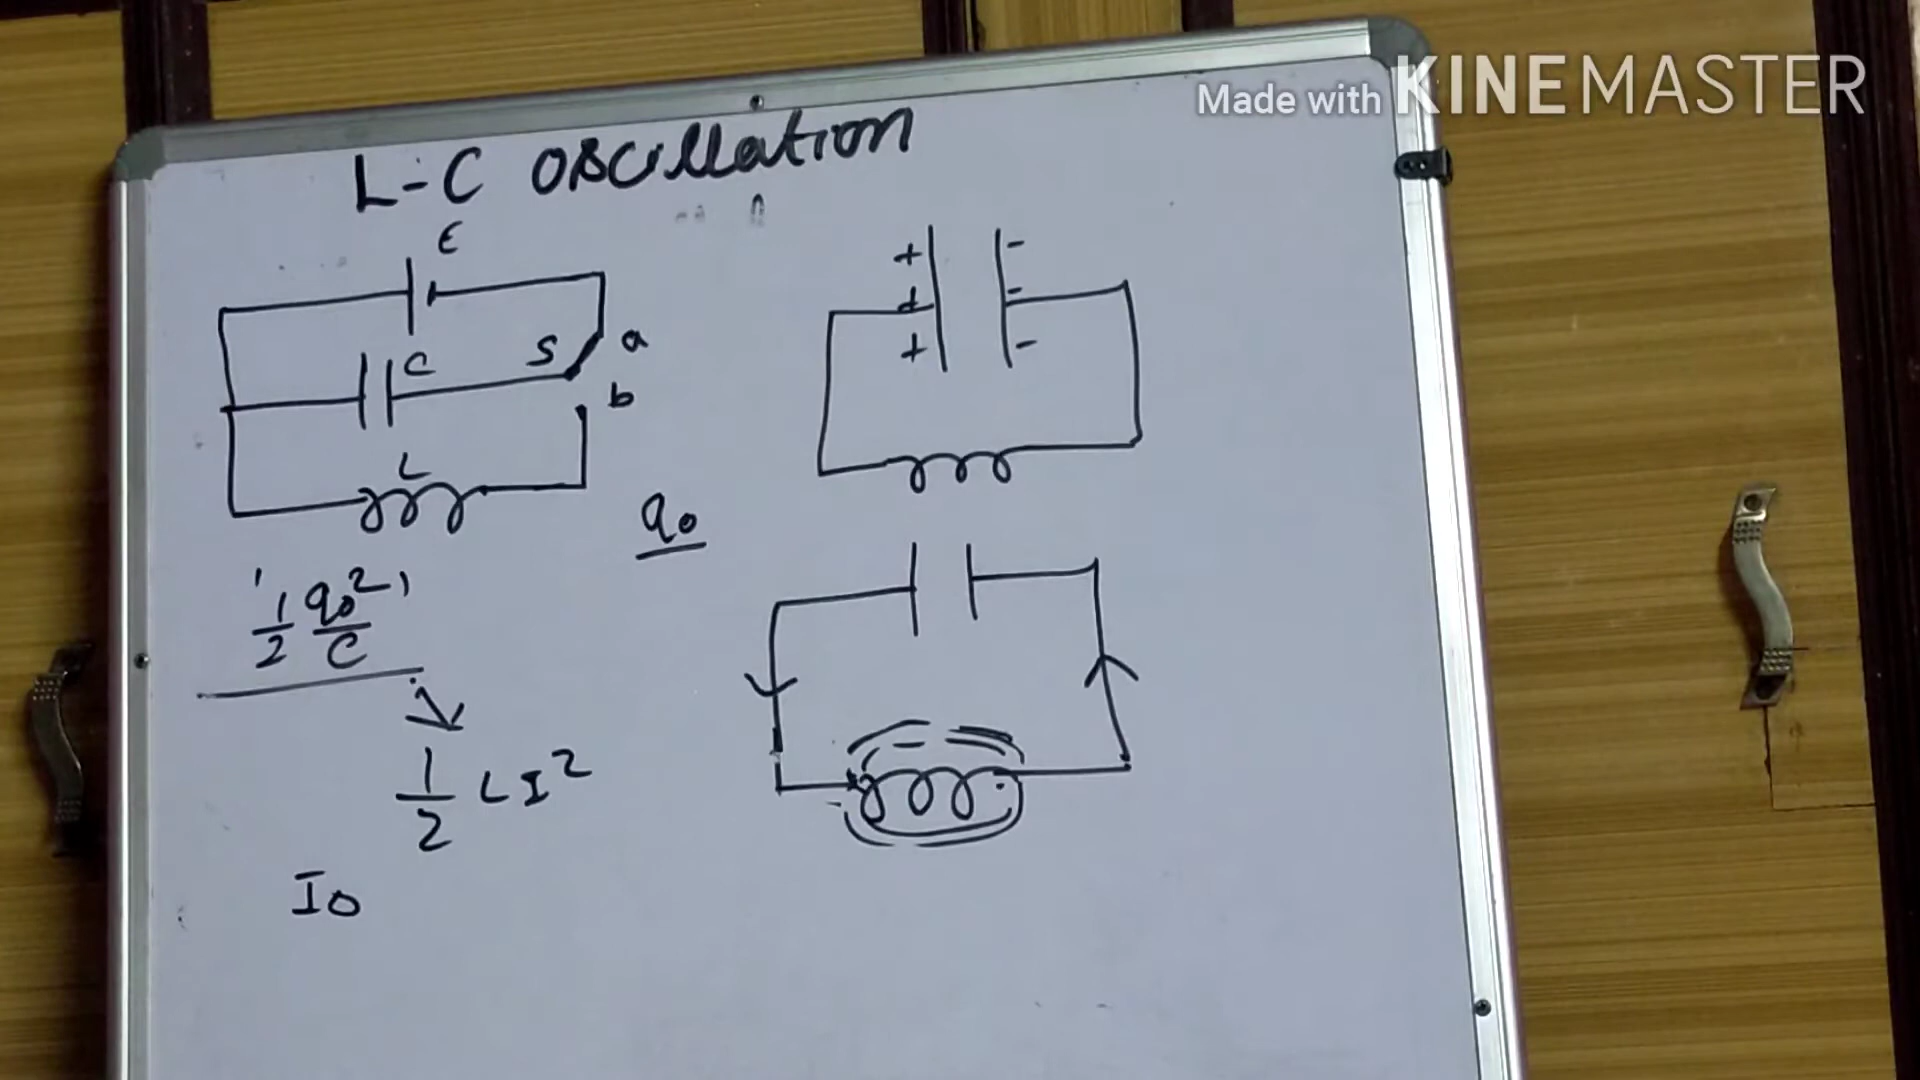 Made with KINEMASTER
L-C OSCillation
E
C
S
a
b
L
+ -
+ -
+ -
q₀
1/2 q₀²/C
1/2 LI²
I₀